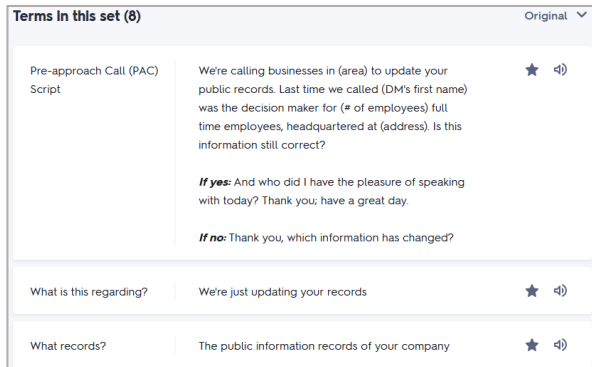 Terms in this set (8)
Original
Pre-approach Call (PAC)
Script
We're calling businesses in (area) to update your
public records. Last time we called (DM's first name)
was the decision maker for (# of employees) full
time employees, headquartered at (address). Is this
information still correct?
If yes: And who did I have the pleasure of speaking
with today? Thank you; have a great day.
If no: Thank you, which information has changed?
What is this regarding?
We're just updating your records
What records?
The public information records of your company